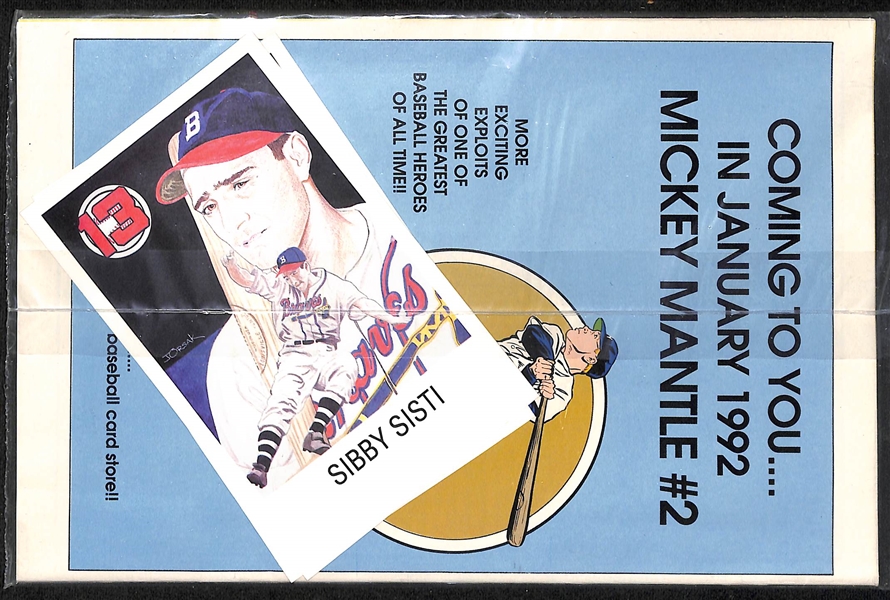 COMING TO YOU....
IN JANUARY 1992
MICKEY MANTLE #2
MORE
EXCITING
EXPLOITS
OF ONE OF
THE GREATEST
BASEBALL HEROES
OF ALL TIME!!
.....
baseball card store!!
B
13
B
Braves
J.ORSAK
SIBBY SISTI